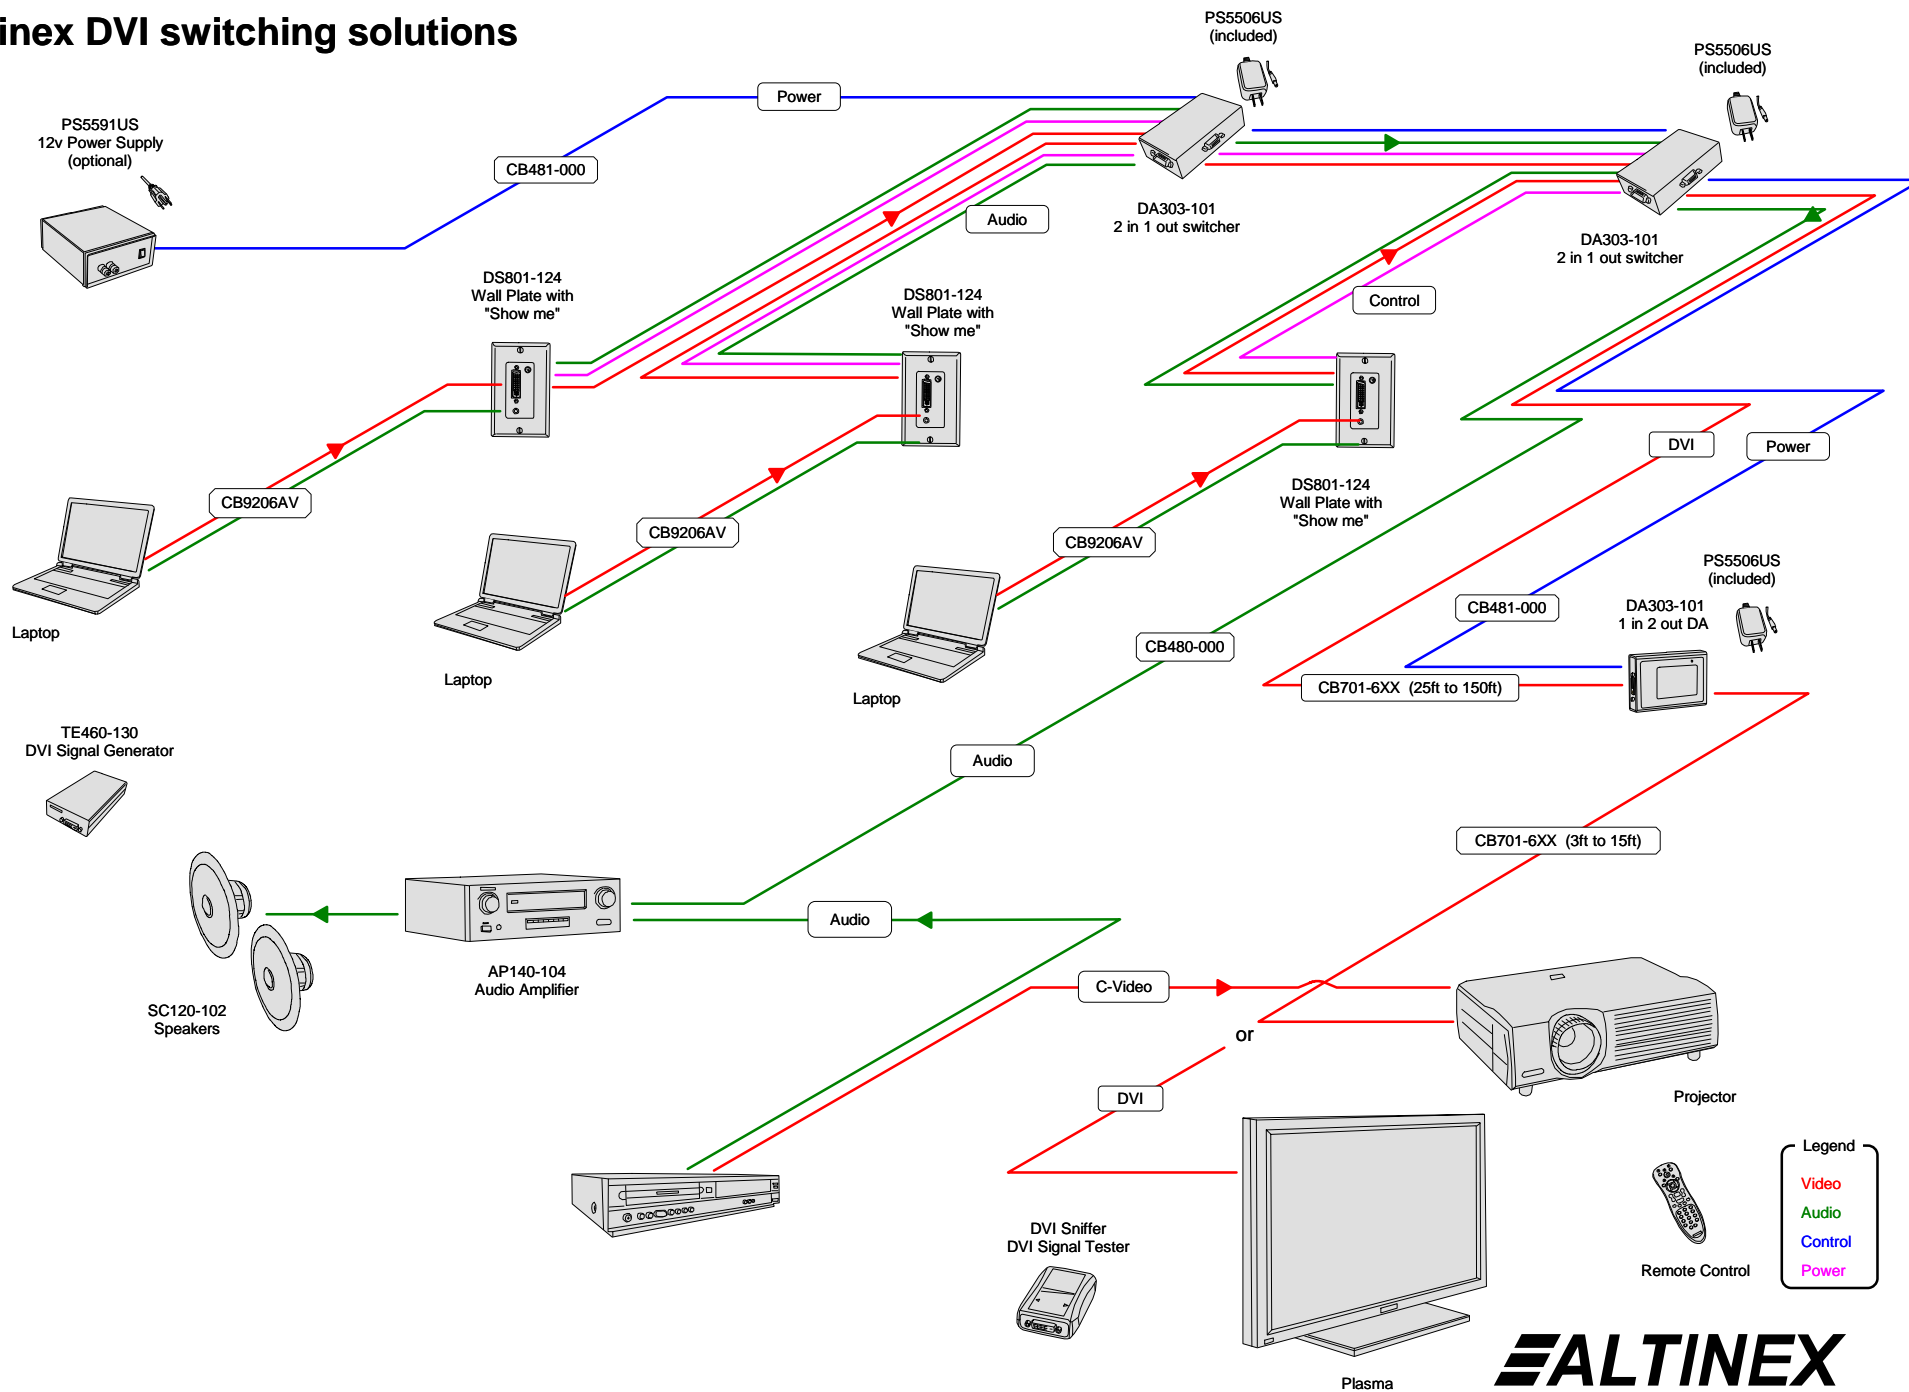 inex DVI switching solutions
PS5506US
(included)
PS5506US
(included)
Power
PS5591US
12v Power Supply
(optional)
CB481-000
Audio
DA303-101
2 in 1 out switcher
DA303-101
2 in 1 out switcher
DS801-124
Wall Plate with
"Show me"
DS801-124
Wall Plate with
"Show me"
Control
DVI
Power
CB9206AV
CB9206AV
CB9206AV
DS801-124
Wall Plate with
"Show me"
PS5506US
(included)
CB481-000
DA303-101
1 in 2 out DA
CB480-000
Laptop
Laptop
Laptop
CB701-6XX (25ft to 150ft)
TE460-130
DVI Signal Generator
Audio
CB701-6XX (3ft to 15ft)
Audio
AP140-104
Audio Amplifier
SC120-102
Speakers
C-Video
or
DVI
Projector
Legend
Video
Audio
Control
Power
DVI Sniffer
DVI Signal Tester
Remote Control
Plasma
ALTINEX